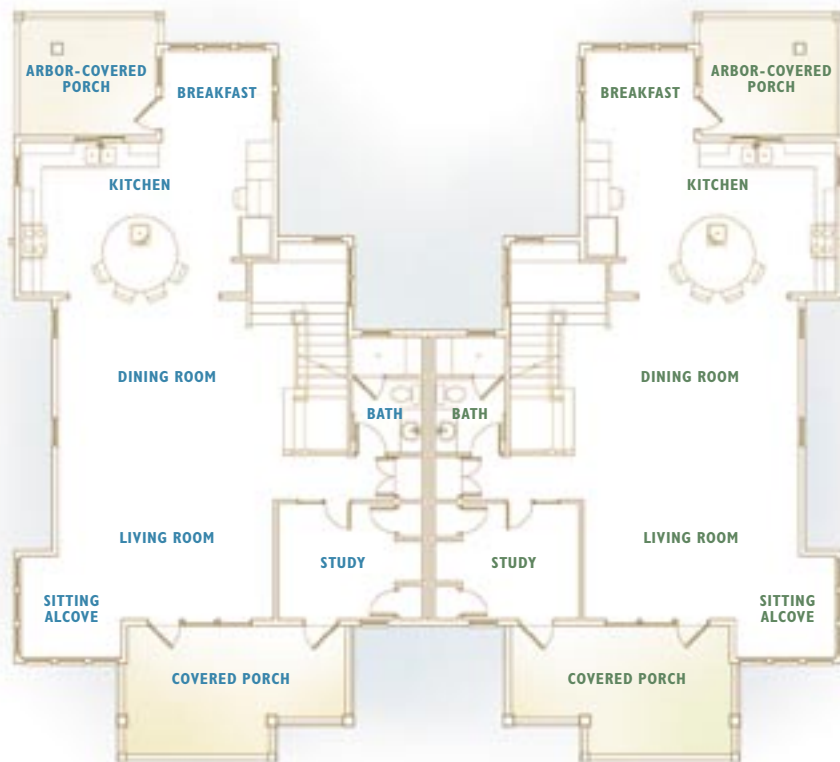 ARBOR-COVERED
PORCH
BREAKFAST
KITCHEN
DINING ROOM
BATH
LIVING ROOM
STUDY
SITTING
ALCOVE
COVERED PORCH
ARBOR-COVERED
PORCH
BREAKFAST
KITCHEN
DINING ROOM
BATH
LIVING ROOM
STUDY
SITTING
ALCOVE
COVERED PORCH